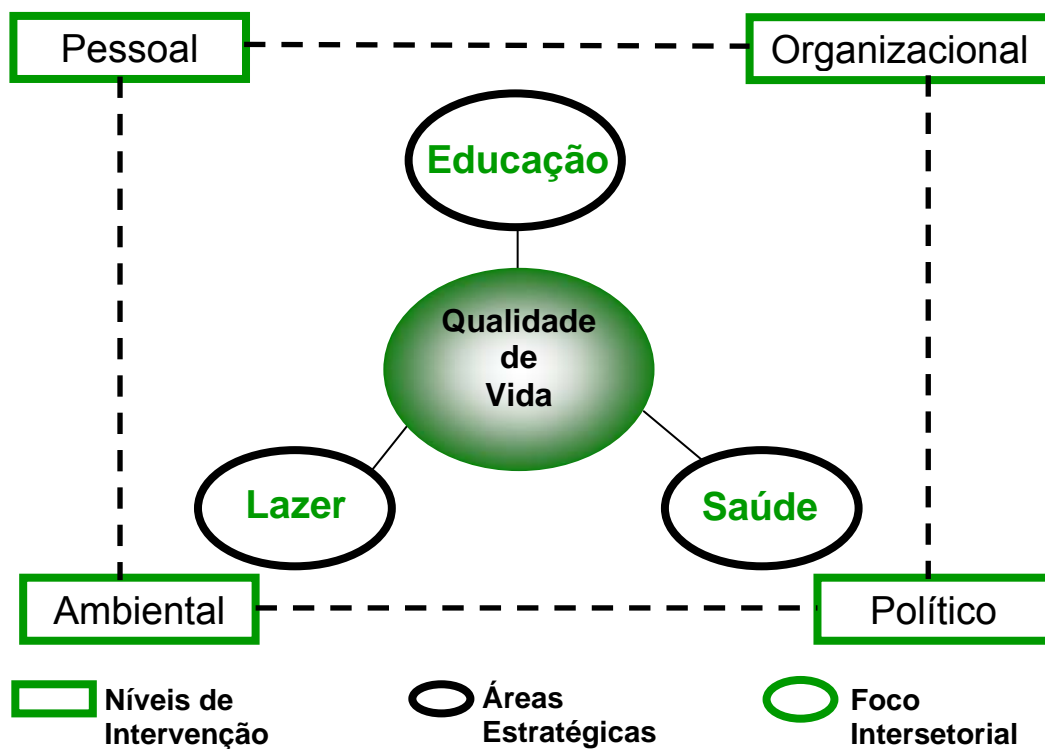 Pessoal
Organizacional
Educação
Qualidade
de
Vida
Lazer
Saúde
Ambiental
Político
Níveis de
Intervenção
Áreas
Estratégicas
Foco
Intersetorial